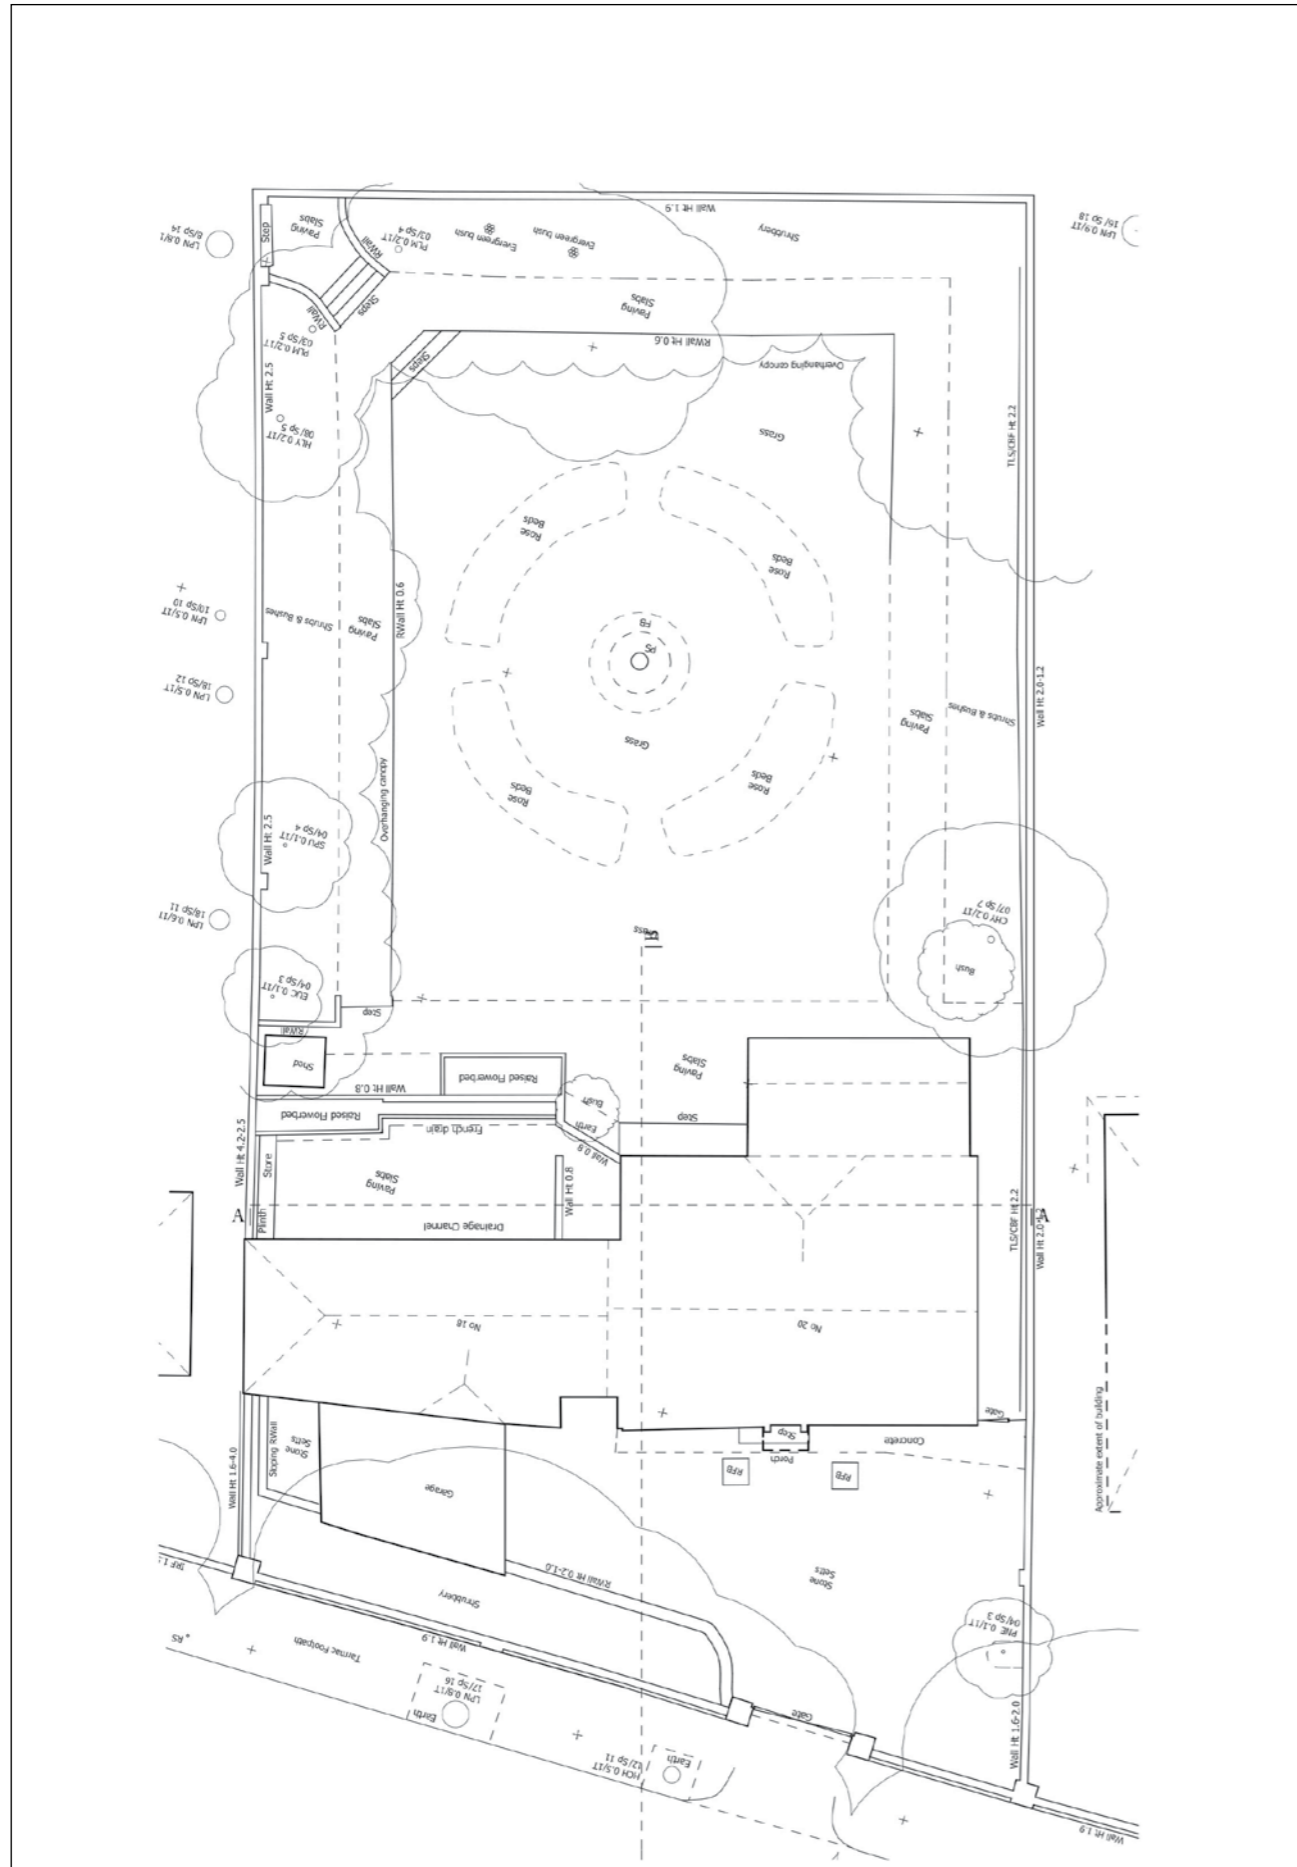 Wall Ht 1.9
LPN 0.8/1
8/Sp 14
Step
Paving
Slabs
RWall
PLM 0.2/1T
03/Sp 4
Evergreen bush
Evergreen bush
Shrubbery
LPN 0.9/1T
16/ Sp 18
Steps
RWall
PLM 0.2/1T
03/Sp 5
Paving
Slabs
RWall Ht 0.6
Steps
Overhanging canopy
Wall Ht 2.5
HLY 0.2/1T
08/ Sp 5
Grass
TLS/CBF Ht 2.2
Rose
Beds
Rose
Beds
LPN 0.5/1T
10/Sp 10
Shrubs & Bushes
Paving
Slabs
RWall Ht 0.6
FB
PS
LPN 0.5/1T
18/Sp 12
Grass
Paving
Slabs
Shrubs & Bushes
Wall Ht 2.0-1.2
Rose
Beds
Rose
Beds
Overhanging canopy
Wall Ht 2.5
SPU 0.1/1T
04/Sp 4
LPN 0.6/1T
18/Sp 11
B
CHY 0.2/1T
07/ Sp 7
Bush
EUC 0.1/1T
04/Sp 3
Step
RWall
Shed
Wall Ht 0.8
Raised Flowerbed
Paving
Slabs
Bush
Earth
Step
Raised Flowerbed
French drain
Wall 0.8
Wall Ht 4.2-2.5
Store
Paving
Slabs
Wall Ht 0.8
A
Plinth
Drainage Channel
TLS/CBF Ht 2.2
A
No 18
No 20
Gate
Step
Concrete
Porch
RFB
RFB
Approximate extent of building
Wall Ht 1.6-4.0
Sloping RWall
Stone
Setts
Garage
RWall Ht 0.2-1.0
Shrubbery
Stone
Setts
PNE 0.1/1T
04/Sp 3
RS
Tarmac Footpath
Wall Ht 1.9
LPN 0.8/1T
17/Sp 16
Earth
Gate
Wall Ht 1.6-2.0
HCH 0.5/1T
12/Sp 11
Earth
Wall Ht 1.9